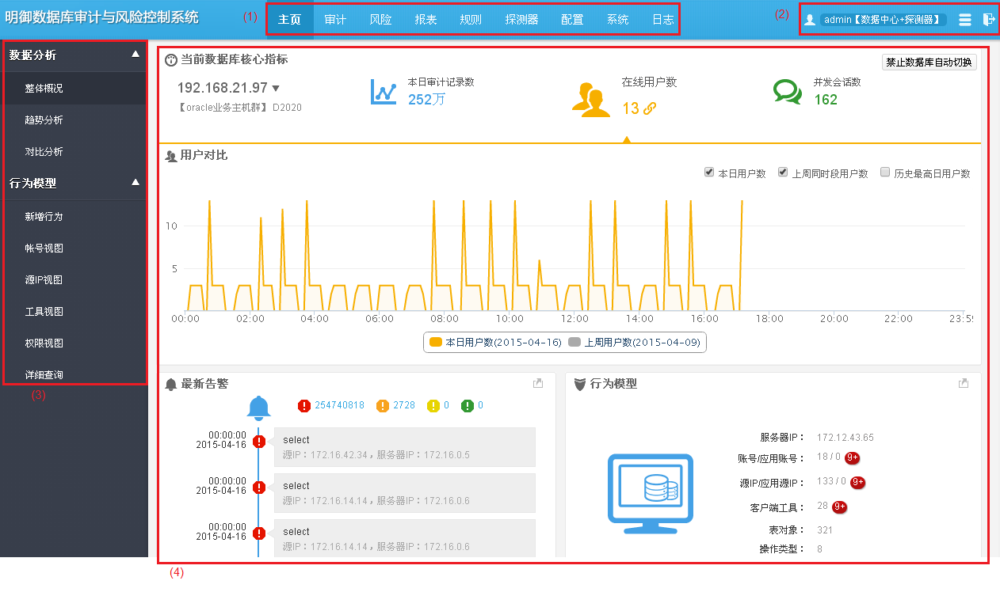 明御数据库审计与风险控制系统 (1) 主页 审计 风险 报表 规则 探测器 配置 系统 日志 (2) admin【数据中心+探测器】
数据分析
整体概况
趋势分析
对比分析
行为模型
新增行为
帐号视图
源IP视图
工具视图
权限视图
详细查询
(3)
当前数据库核心指标 禁止数据库自动切换
192.168.21.97
【oracle业务主机群】 D2020
本日审计记录数
252万
在线用户数
13
并发会话数
162
用户对比
本日用户数 上周同时段用户数 历史最高日用户数
10
5
00:00 02:00 04:00 06:00 08:00 10:00 12:00 14:00 16:00 18:00 20:00 22:00 23:59
本日用户数(2015-04-16) 上周用户数(2015-04-09)
最新告警
254740818 2728 0 0
00:00:00
2015-04-16
select
源IP：172.16.42.34，服务器IP：172.16.0.5
00:00:00
2015-04-16
select
源IP：172.16.14.14，服务器IP：172.16.0.6
00:00:00
2015-04-16
select
源IP：172.16.14.14，服务器IP：172.16.0.6
行为模型
服务器IP： 172.12.43.65
账号/应用账号： 18 / 0 9+
源IP/应用源IP： 133 / 0 9+
客户端工具： 28 9+
表对象： 321
操作类型： 8
(4)